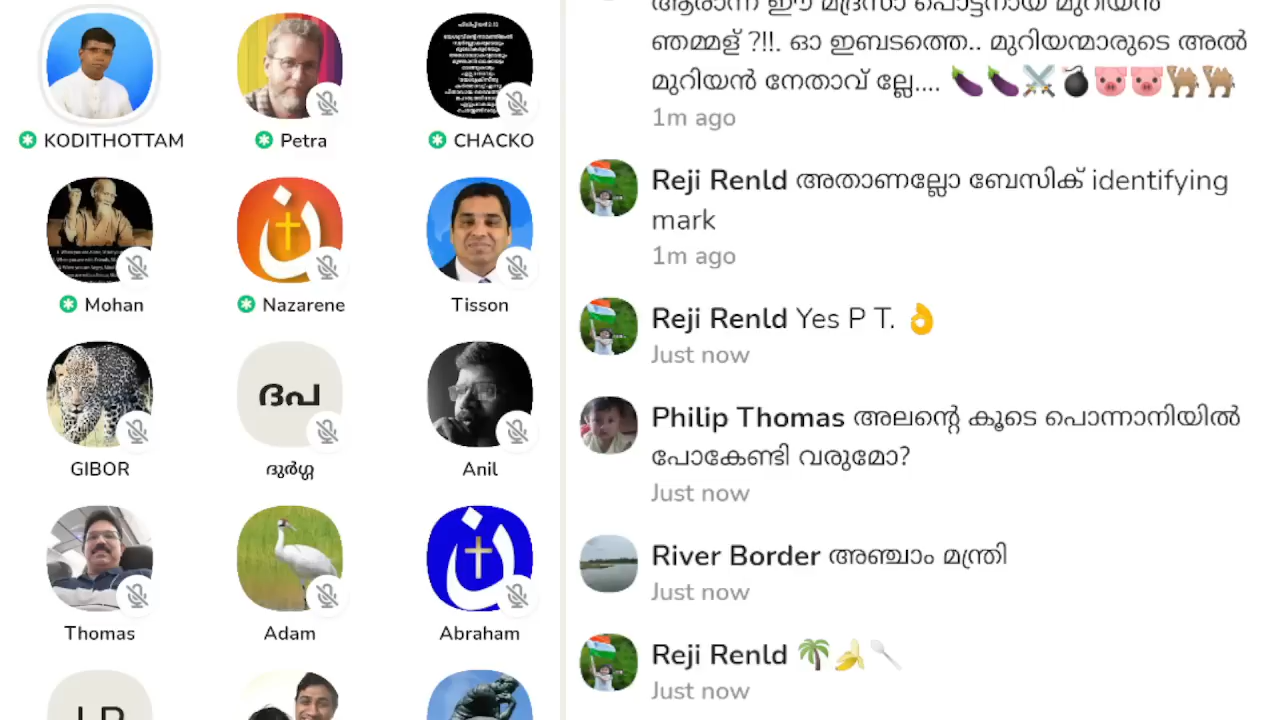 KODITHOTTAM
Petra
CHACKO
Mohan
Nazarene
Tisson
GIBOR
ദപ
ദുർഗ്ഗ
Anil
Thomas
Adam
Abraham
ഞമ്മള് ?!!. ഓ ഇബടത്തെ.. മുറിയന്മാരുടെ അൽ
മുറിയൻ നേതാവ് ല്ലേ.... 🍆🍆⚔️💣🐷🐷🐪🐪
1m ago
Reji Renld അതാണല്ലോ ബേസിക് identifying
mark
1m ago
Reji Renld Yes P T. 👌
Just now
Philip Thomas അലന്റെ കൂടെ പൊന്നാനിയിൽ
പോകേണ്ടി വരുമോ?
Just now
River Border അഞ്ചാം മന്ത്രി
Just now
Reji Renld 🌴🍌🥄
Just now